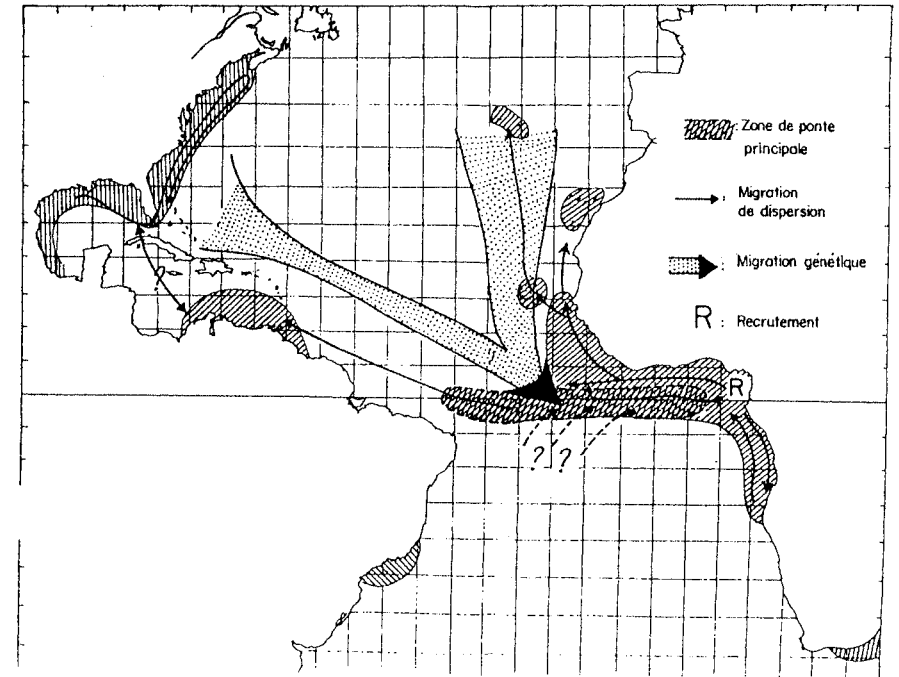 : Zone de ponte
principale
: Migration
de dispersion
: Migration génétique
R : Recrutement
R
? ?